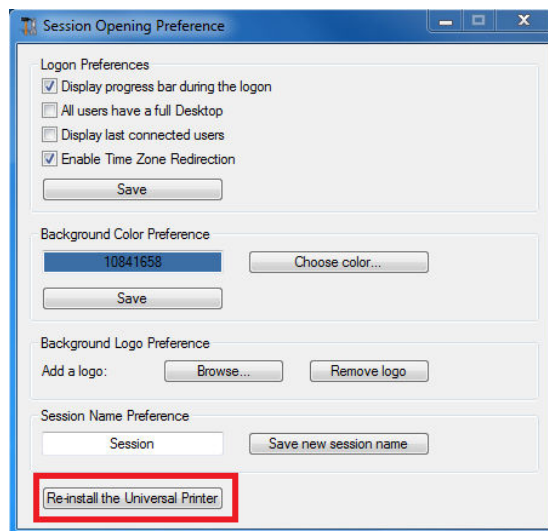 Session Opening Preference
Logon Preferences
Display progress bar during the logon
All users have a full Desktop
Display last connected users
Enable Time Zone Redirection
Save
Background Color Preference
10841658 Choose color...
Save
Background Logo Preference
Add a logo: Browse... Remove logo
Session Name Preference
Session Save new session name
Re-install the Universal Printer